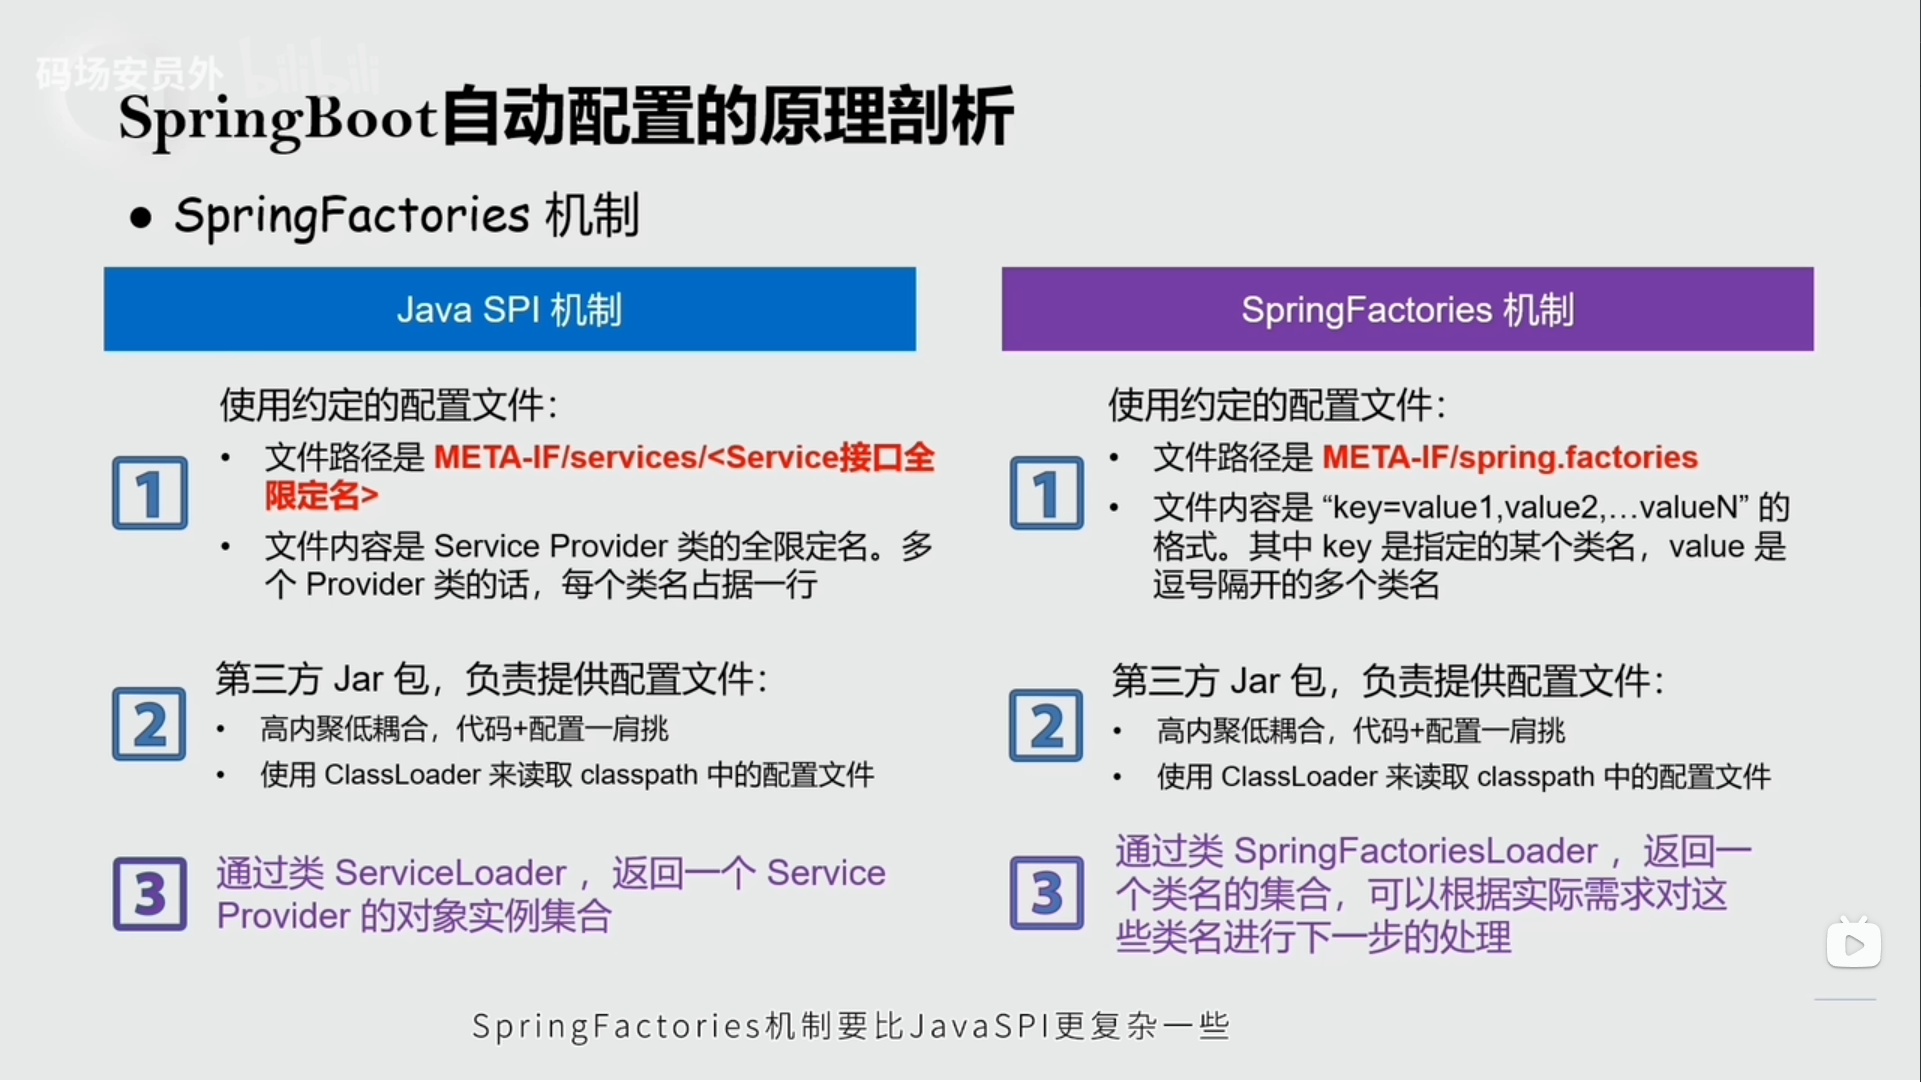 码场安员外 bilibili
SpringBoot自动配置的原理剖析
● SpringFactories 机制
Java SPI 机制
使用约定的配置文件：
1
• 文件路径是 META-IF/services/<Service接口全
限定名>
• 文件内容是 Service Provider 类的全限定名。多
个 Provider 类的话，每个类名占据一行
2
第三方 Jar 包，负责提供配置文件：
• 高内聚低耦合，代码+配置一肩挑
• 使用 ClassLoader 来读取 classpath 中的配置文件
3
通过类 ServiceLoader ，返回一个 Service
Provider 的对象实例集合
SpringFactories 机制
使用约定的配置文件：
1
• 文件路径是 META-IF/spring.factories
• 文件内容是 “key=value1,value2,…valueN” 的
格式。其中 key 是指定的某个类名，value 是
逗号隔开的多个类名
2
第三方 Jar 包，负责提供配置文件：
• 高内聚低耦合，代码+配置一肩挑
• 使用 ClassLoader 来读取 classpath 中的配置文件
3
通过类 SpringFactoriesLoader ，返回一
个类名的集合，可以根据实际需求对这
些类名进行下一步的处理
SpringFactories机制要比JavaSPI更复杂一些